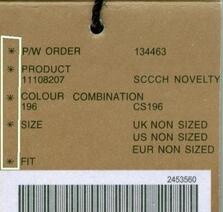 * P/W ORDER 134463
* PRODUCT
11108207 SCCCH NOVELTY
* COLOUR COMBINATION
196 CS196
* SIZE UK NON SIZED
US NON SIZED
EUR NON SIZED
* FIT
2453560